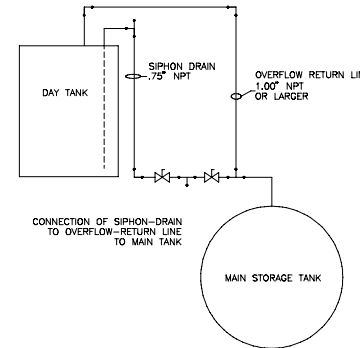 SIPHON DRAIN
.75" NPT
OVERFLOW RETURN LI
1.00" NPT
OR LARGER
DAY TANK
CONNECTION OF SIPHON-DRAIN
TO OVERFLOW-RETURN LINE
TO MAIN TANK
MAIN STORAGE TANK